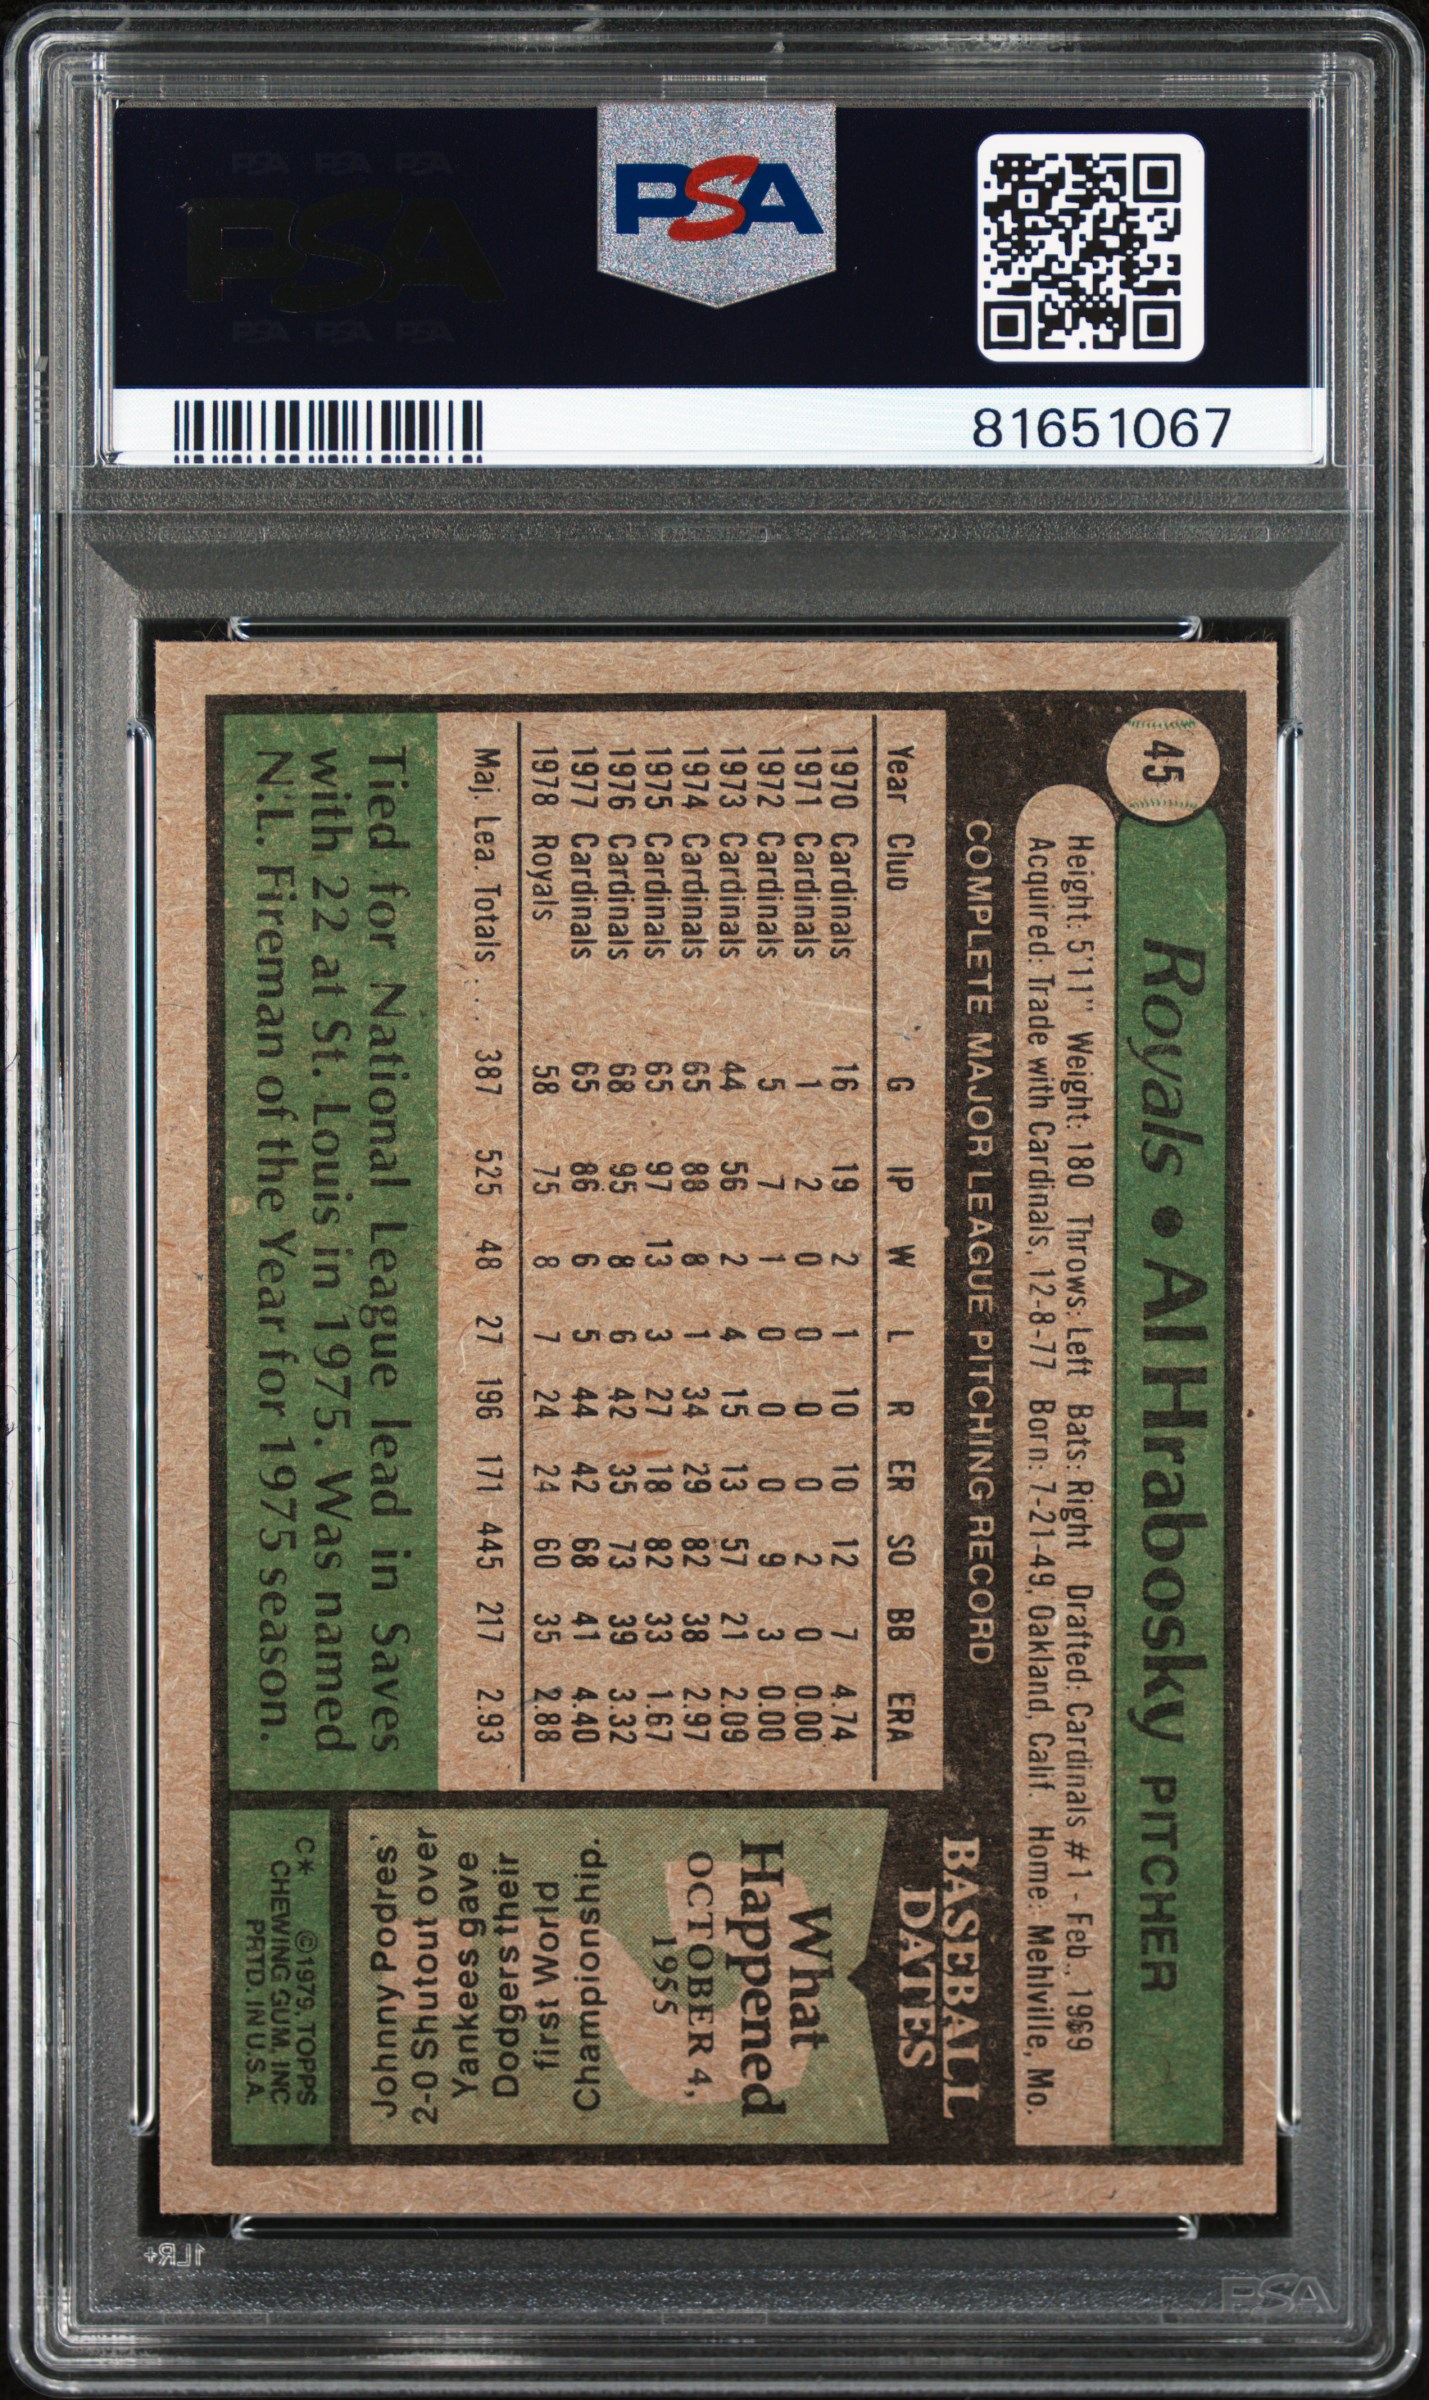 PSA PSA PSA
PSA
PSA PSA PSA
PSA
81651067
45
Royals • Al Hrabosky PITCHER
Height: 5'11" Weight: 180 Throws: Left Bats: Right Drafted: Cardinals #1 - Feb., 1969
Acquired: Trade with Cardinals, 12-8-77 Born: 7-21-49, Oakland, Calif. Home: Mehlville, Mo.
COMPLETE MAJOR LEAGUE PITCHING RECORD
Year Club G IP W L R ER SO BB ERA
1970 Cardinals 16 19 2 1 10 10 12 7 4.74
1971 Cardinals 1 2 0 0 0 0 2 0 0.00
1972 Cardinals 5 7 1 0 0 0 9 3 0.00
1973 Cardinals 44 56 2 4 15 13 57 21 2.09
1974 Cardinals 65 88 8 1 34 29 82 38 2.97
1975 Cardinals 65 97 13 3 27 18 82 33 1.67
1976 Cardinals 68 95 8 6 42 35 73 39 3.32
1977 Cardinals 65 86 6 5 44 42 68 41 4.40
1978 Royals 58 75 8 7 24 24 60 35 2.88
Maj. Lea. Totals . . . 387 525 48 27 196 171 445 217 2.93
Tied for National League lead in Saves
with 22 at St. Louis in 1975. Was named
N.L. Fireman of the Year for 1975 season.
BASEBALL
DATES
What
Happened
OCTOBER 4,
1955
Johnny Podres'
2-0 Shutout over
Yankees gave
Dodgers their
first World
Championship.
C* ©1979, TOPPS
CHEWING GUM, INC
PRTD. IN U.S.A.
1LR+
PSA